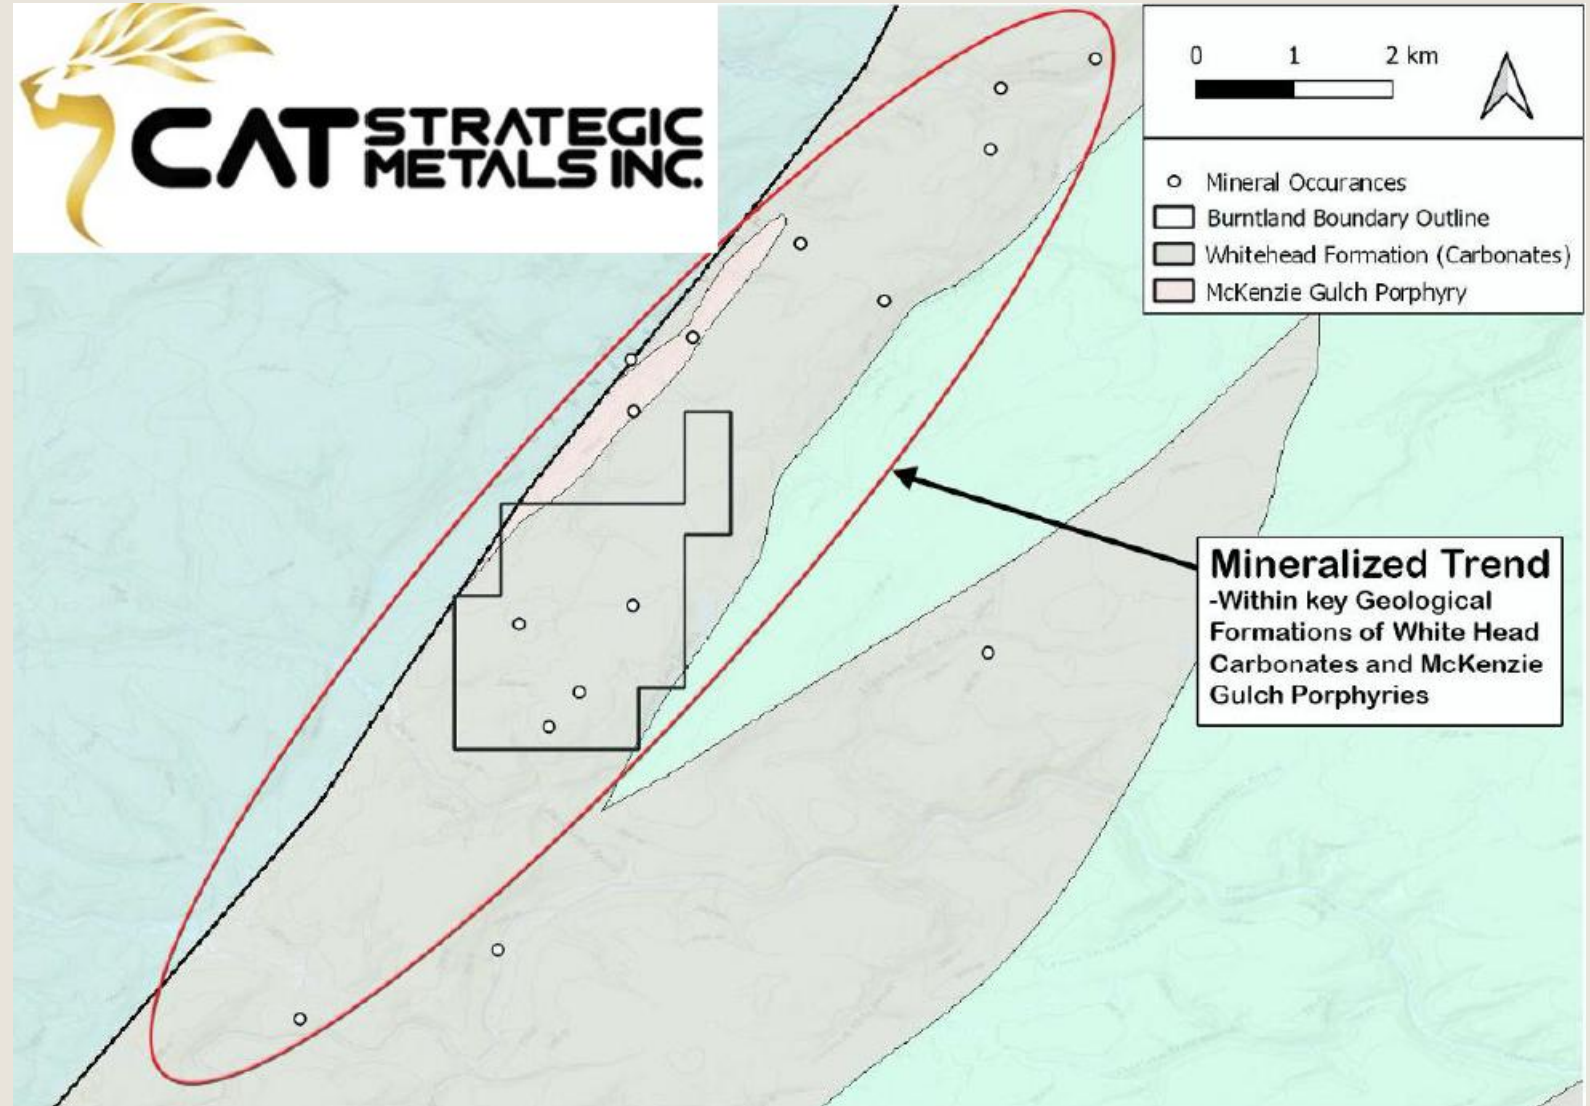 CAT STRATEGIC
METALS INC.
0 1 2 km
Mineral Occurances
Burntland Boundary Outline
Whitehead Formation (Carbonates)
McKenzie Gulch Porphyry
Mineralized Trend
-Within key Geological
Formations of White Head
Carbonates and McKenzie
Gulch Porphyries